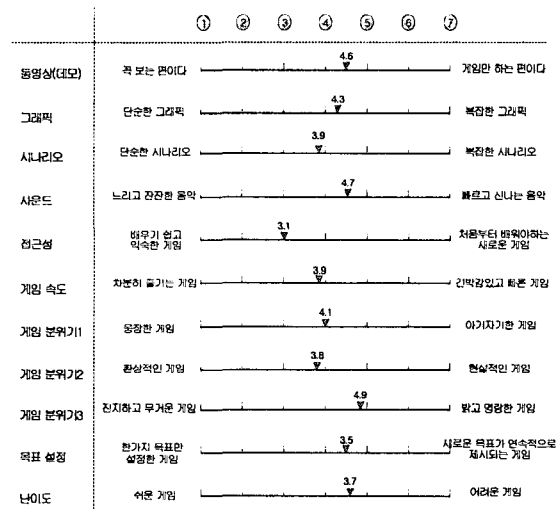 ① ② ③ ④ ⑤ ⑥ ⑦
4.6
동영상(데모) 꼭 보는 편이다 게임만 하는 편이다
4.3
그래픽 단순한 그래픽 복잡한 그래픽
3.9
시나리오 단순한 시나리오 복잡한 시나리오
4.7
사운드 느리고 잔잔한 음악 빠르고 신나는 음악
3.1
접근성 배우기 쉽고 처음부터 배워야하는
익숙한 게임 새로운 게임
3.9
게임 속도 차분히 즐기는 게임 긴박감있고 빠른 게임
4.1
게임 분위기1 웅장한 게임 아기자기한 게임
3.8
게임 분위기2 환상적인 게임 현실적인 게임
4.9
게임 분위기3 진지하고 무거운 게임 밝고 명랑한 게임
3.5
목표 설정 한가지 목표만 새로운 목표가 연속적으로
설정한 게임 제시되는 게임
3.7
난이도 쉬운 게임 어려운 게임